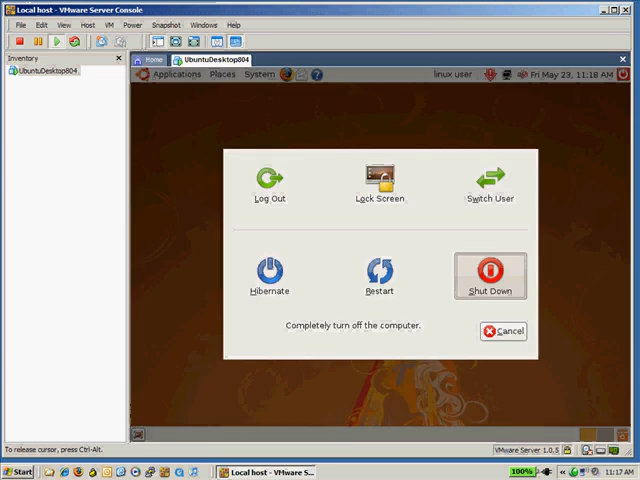 Local host - VMware Server Console
File Edit View Host VM Power Snapshot Windows Help
Inventory
UbuntuDesktop804
Home UbuntuDesktop804
Applications Places System linux user Fri May 23, 11:18 AM
Log Out Lock Screen Switch User
Hibernate Restart Shut Down
Completely turn off the computer.
Cancel
To release cursor, press Ctrl-Alt.
VMware Server 1.0.5
Start Local host - VMware S... 100% 11:17 AM